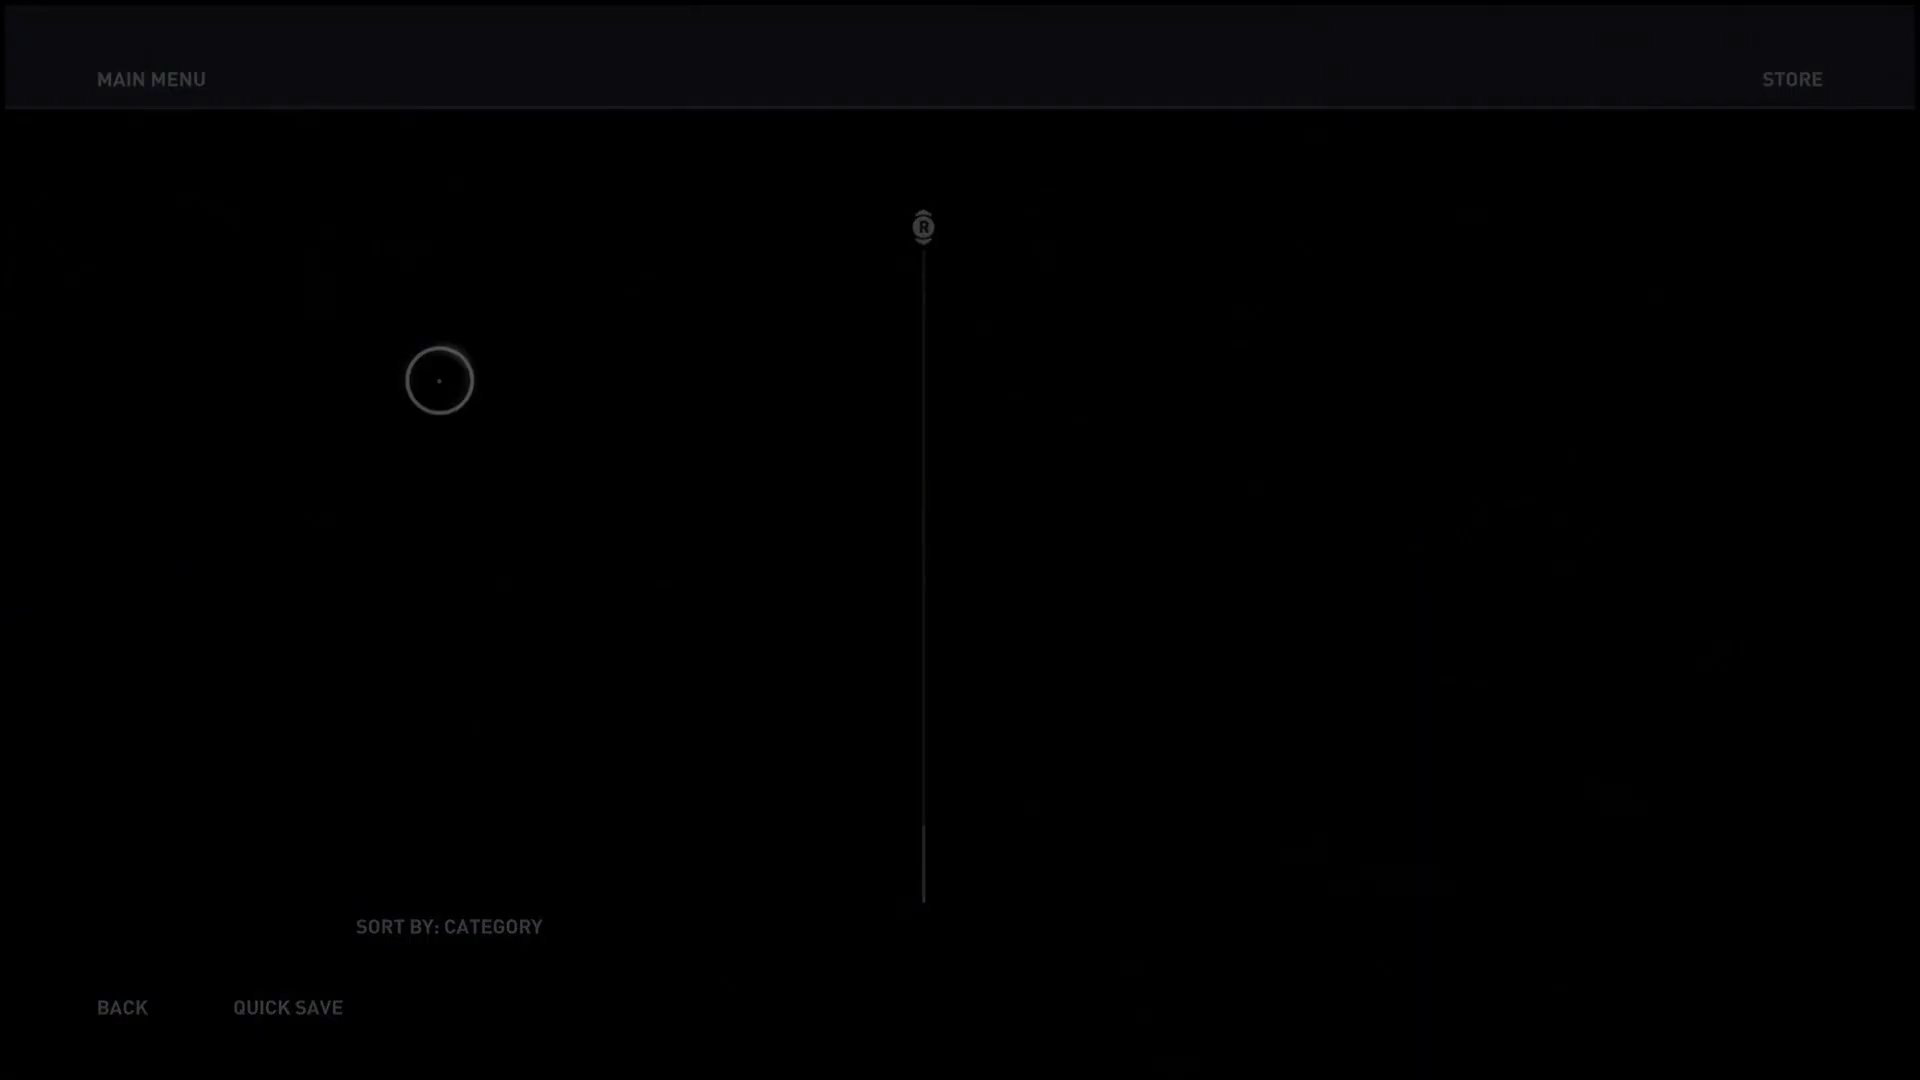 MAIN MENU
STORE
R
SORT BY: CATEGORY
BACK
QUICK SAVE